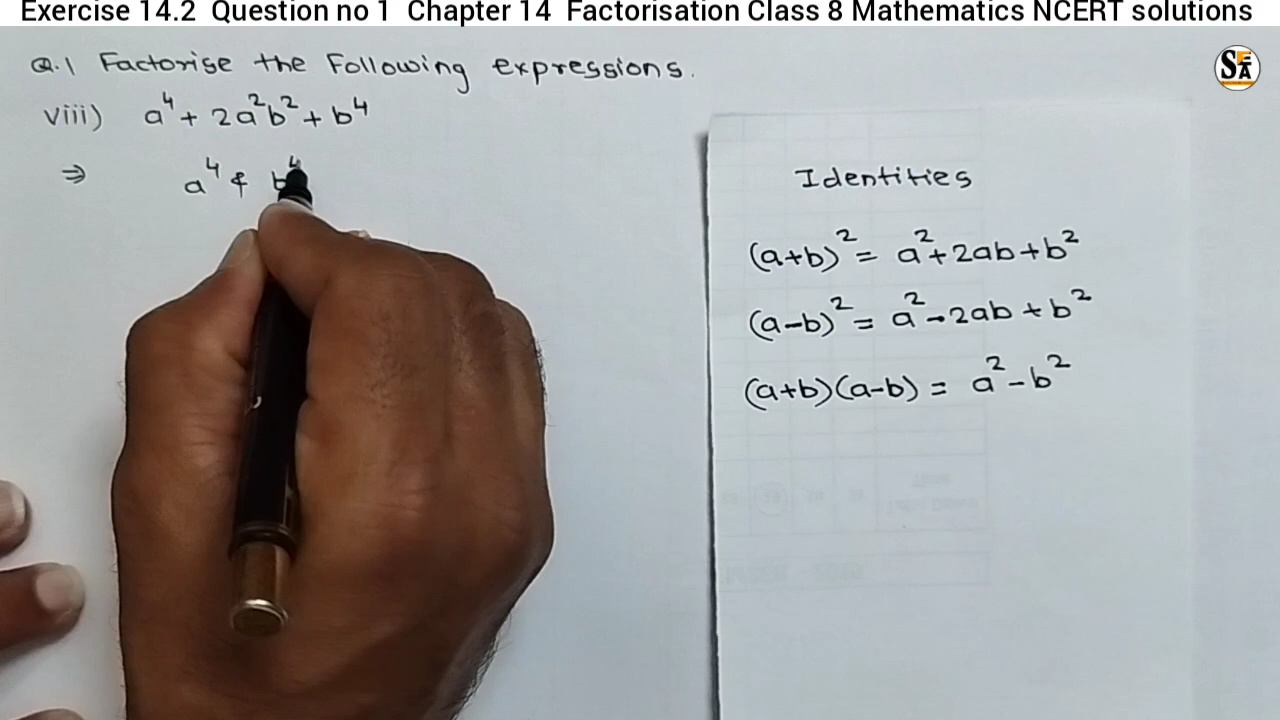 Exercise 14.2 Question no 1 Chapter 14 Factorisation Class 8 Mathematics NCERT solutions
Q.1 Factorise the Following expressions.
viii) a⁴ + 2a²b² + b⁴
⇒ a⁴ & b⁴
SFTA
Identities
(a+b)² = a²+2ab+b²
(a-b)² = a²-2ab+b²
(a+b)(a-b) = a²-b²